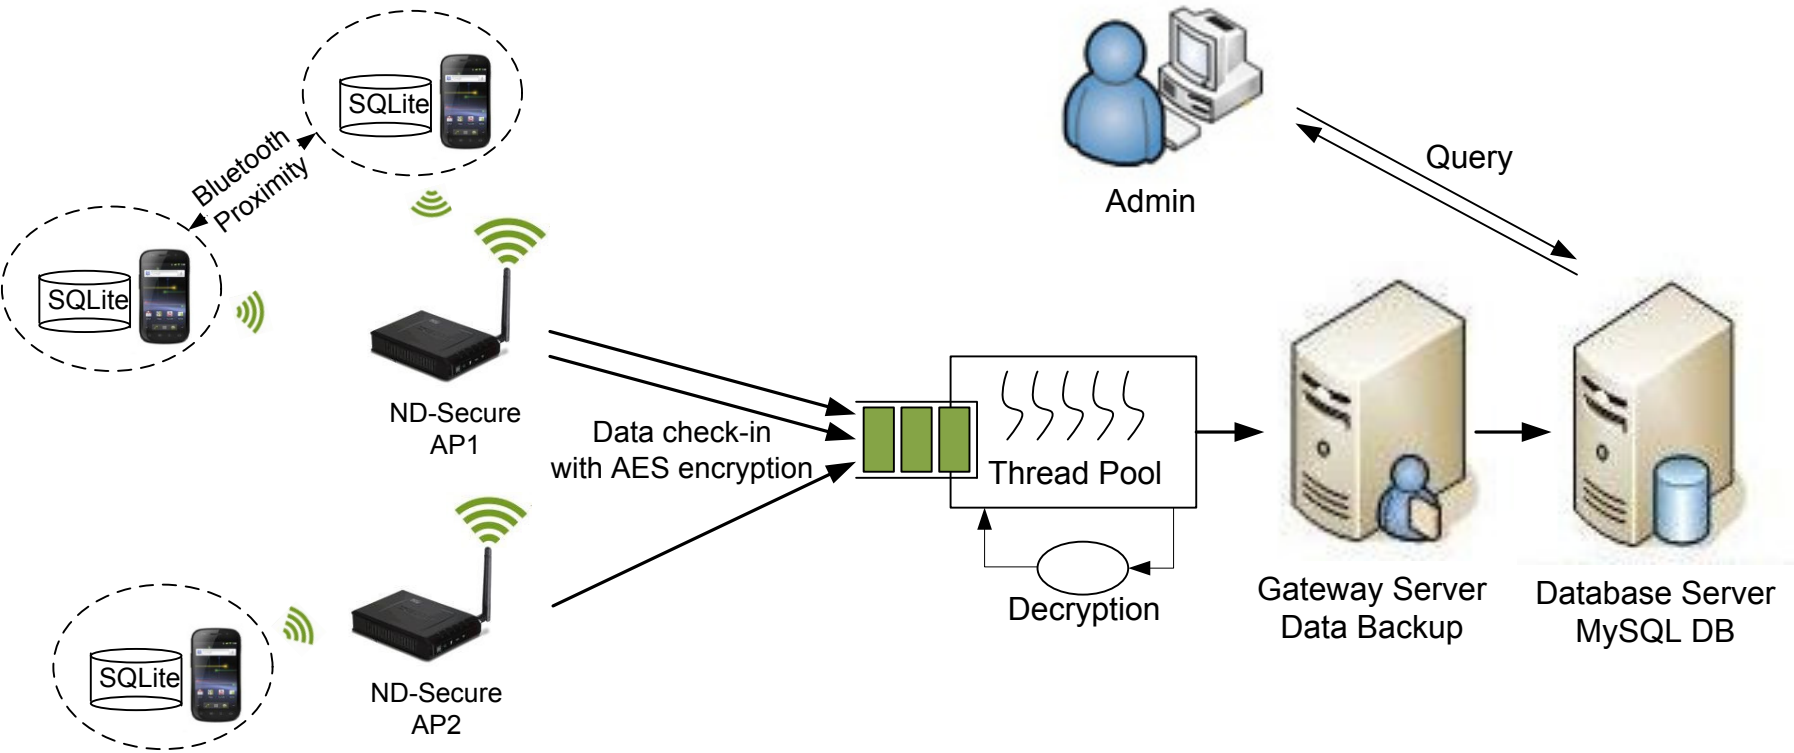 SQLite
Bluetooth
Proximity
SQLite
ND-Secure
AP1
SQLite
ND-Secure
AP2
Data check-in
with AES encryption
Thread Pool
Decryption
Admin
Query
Gateway Server
Data Backup
Database Server
MySQL DB